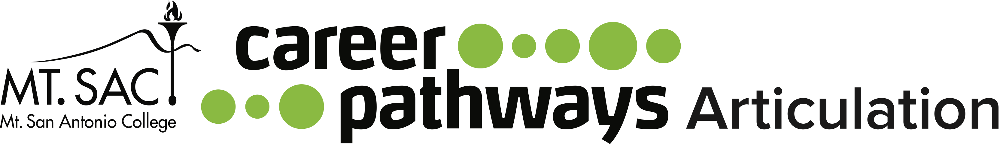 MT. SAC
Mt. San Antonio College
career
pathways Articulation